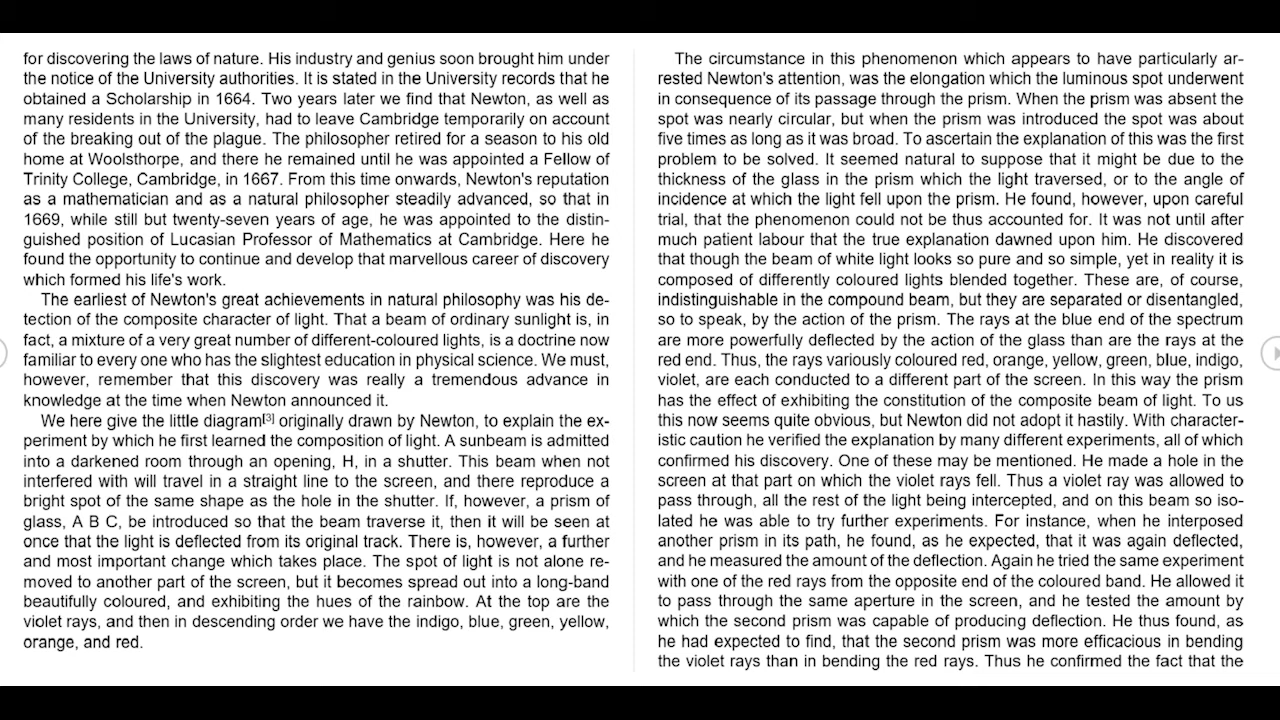 for discovering the laws of nature. His industry and genius soon brought him under
the notice of the University authorities. It is stated in the University records that he
obtained a Scholarship in 1664. Two years later we find that Newton, as well as
many residents in the University, had to leave Cambridge temporarily on account
of the breaking out of the plague. The philosopher retired for a season to his old
home at Woolsthorpe, and there he remained until he was appointed a Fellow of
Trinity College, Cambridge, in 1667. From this time onwards, Newton's reputation
as a mathematician and as a natural philosopher steadily advanced, so that in
1669, while still but twenty-seven years of age, he was appointed to the distin-
guished position of Lucasian Professor of Mathematics at Cambridge. Here he
found the opportunity to continue and develop that marvellous career of discovery
which formed his life's work.
The earliest of Newton's great achievements in natural philosophy was his de-
tection of the composite character of light. That a beam of ordinary sunlight is, in
fact, a mixture of a very great number of different-coloured lights, is a doctrine now
familiar to every one who has the slightest education in physical science. We must,
however, remember that this discovery was really a tremendous advance in
knowledge at the time when Newton announced it.
We here give the little diagram[3] originally drawn by Newton, to explain the ex-
periment by which he first learned the composition of light. A sunbeam is admitted
into a darkened room through an opening, H, in a shutter. This beam when not
interfered with will travel in a straight line to the screen, and there reproduce a
bright spot of the same shape as the hole in the shutter. If, however, a prism of
glass, A B C, be introduced so that the beam traverse it, then it will be seen at
once that the light is deflected from its original track. There is, however, a further
and most important change which takes place. The spot of light is not alone re-
moved to another part of the screen, but it becomes spread out into a long-band
beautifully coloured, and exhibiting the hues of the rainbow. At the top are the
violet rays, and then in descending order we have the indigo, blue, green, yellow,
orange, and red.
The circumstance in this phenomenon which appears to have particularly ar-
rested Newton's attention, was the elongation which the luminous spot underwent
in consequence of its passage through the prism. When the prism was absent the
spot was nearly circular, but when the prism was introduced the spot was about
five times as long as it was broad. To ascertain the explanation of this was the first
problem to be solved. It seemed natural to suppose that it might be due to the
thickness of the glass in the prism which the light traversed, or to the angle of
incidence at which the light fell upon the prism. He found, however, upon careful
trial, that the phenomenon could not be thus accounted for. It was not until after
much patient labour that the true explanation dawned upon him. He discovered
that though the beam of white light looks so pure and so simple, yet in reality it is
composed of differently coloured lights blended together. These are, of course,
indistinguishable in the compound beam, but they are separated or disentangled,
so to speak, by the action of the prism. The rays at the blue end of the spectrum
are more powerfully deflected by the action of the glass than are the rays at the
red end. Thus, the rays variously coloured red, orange, yellow, green, blue, indigo,
violet, are each conducted to a different part of the screen. In this way the prism
has the effect of exhibiting the constitution of the composite beam of light. To us
this now seems quite obvious, but Newton did not adopt it hastily. With character-
istic caution he verified the explanation by many different experiments, all of which
confirmed his discovery. One of these may be mentioned. He made a hole in the
screen at that part on which the violet rays fell. Thus a violet ray was allowed to
pass through, all the rest of the light being intercepted, and on this beam so iso-
lated he was able to try further experiments. For instance, when he interposed
another prism in its path, he found, as he expected, that it was again deflected,
and he measured the amount of the deflection. Again he tried the same experiment
with one of the red rays from the opposite end of the coloured band. He allowed it
to pass through the same aperture in the screen, and he tested the amount by
which the second prism was capable of producing deflection. He thus found, as
he had expected to find, that the second prism was more efficacious in bending
the violet rays than in bending the red rays. Thus he confirmed the fact that the